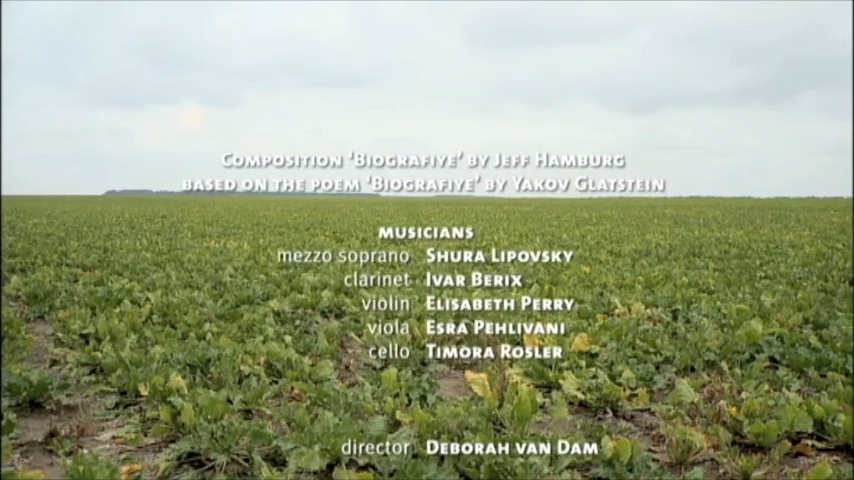 Composition 'Biografiye' by Jeff Hamburg
based on the poem 'Biografiye' by Yakov Glatstein
musicians
mezzo soprano Shura Lipovsky
clarinet Ivar Berix
violin Elisabeth Perry
viola Esra Pehlivani
cello Timora Rosler
director Deborah van Dam